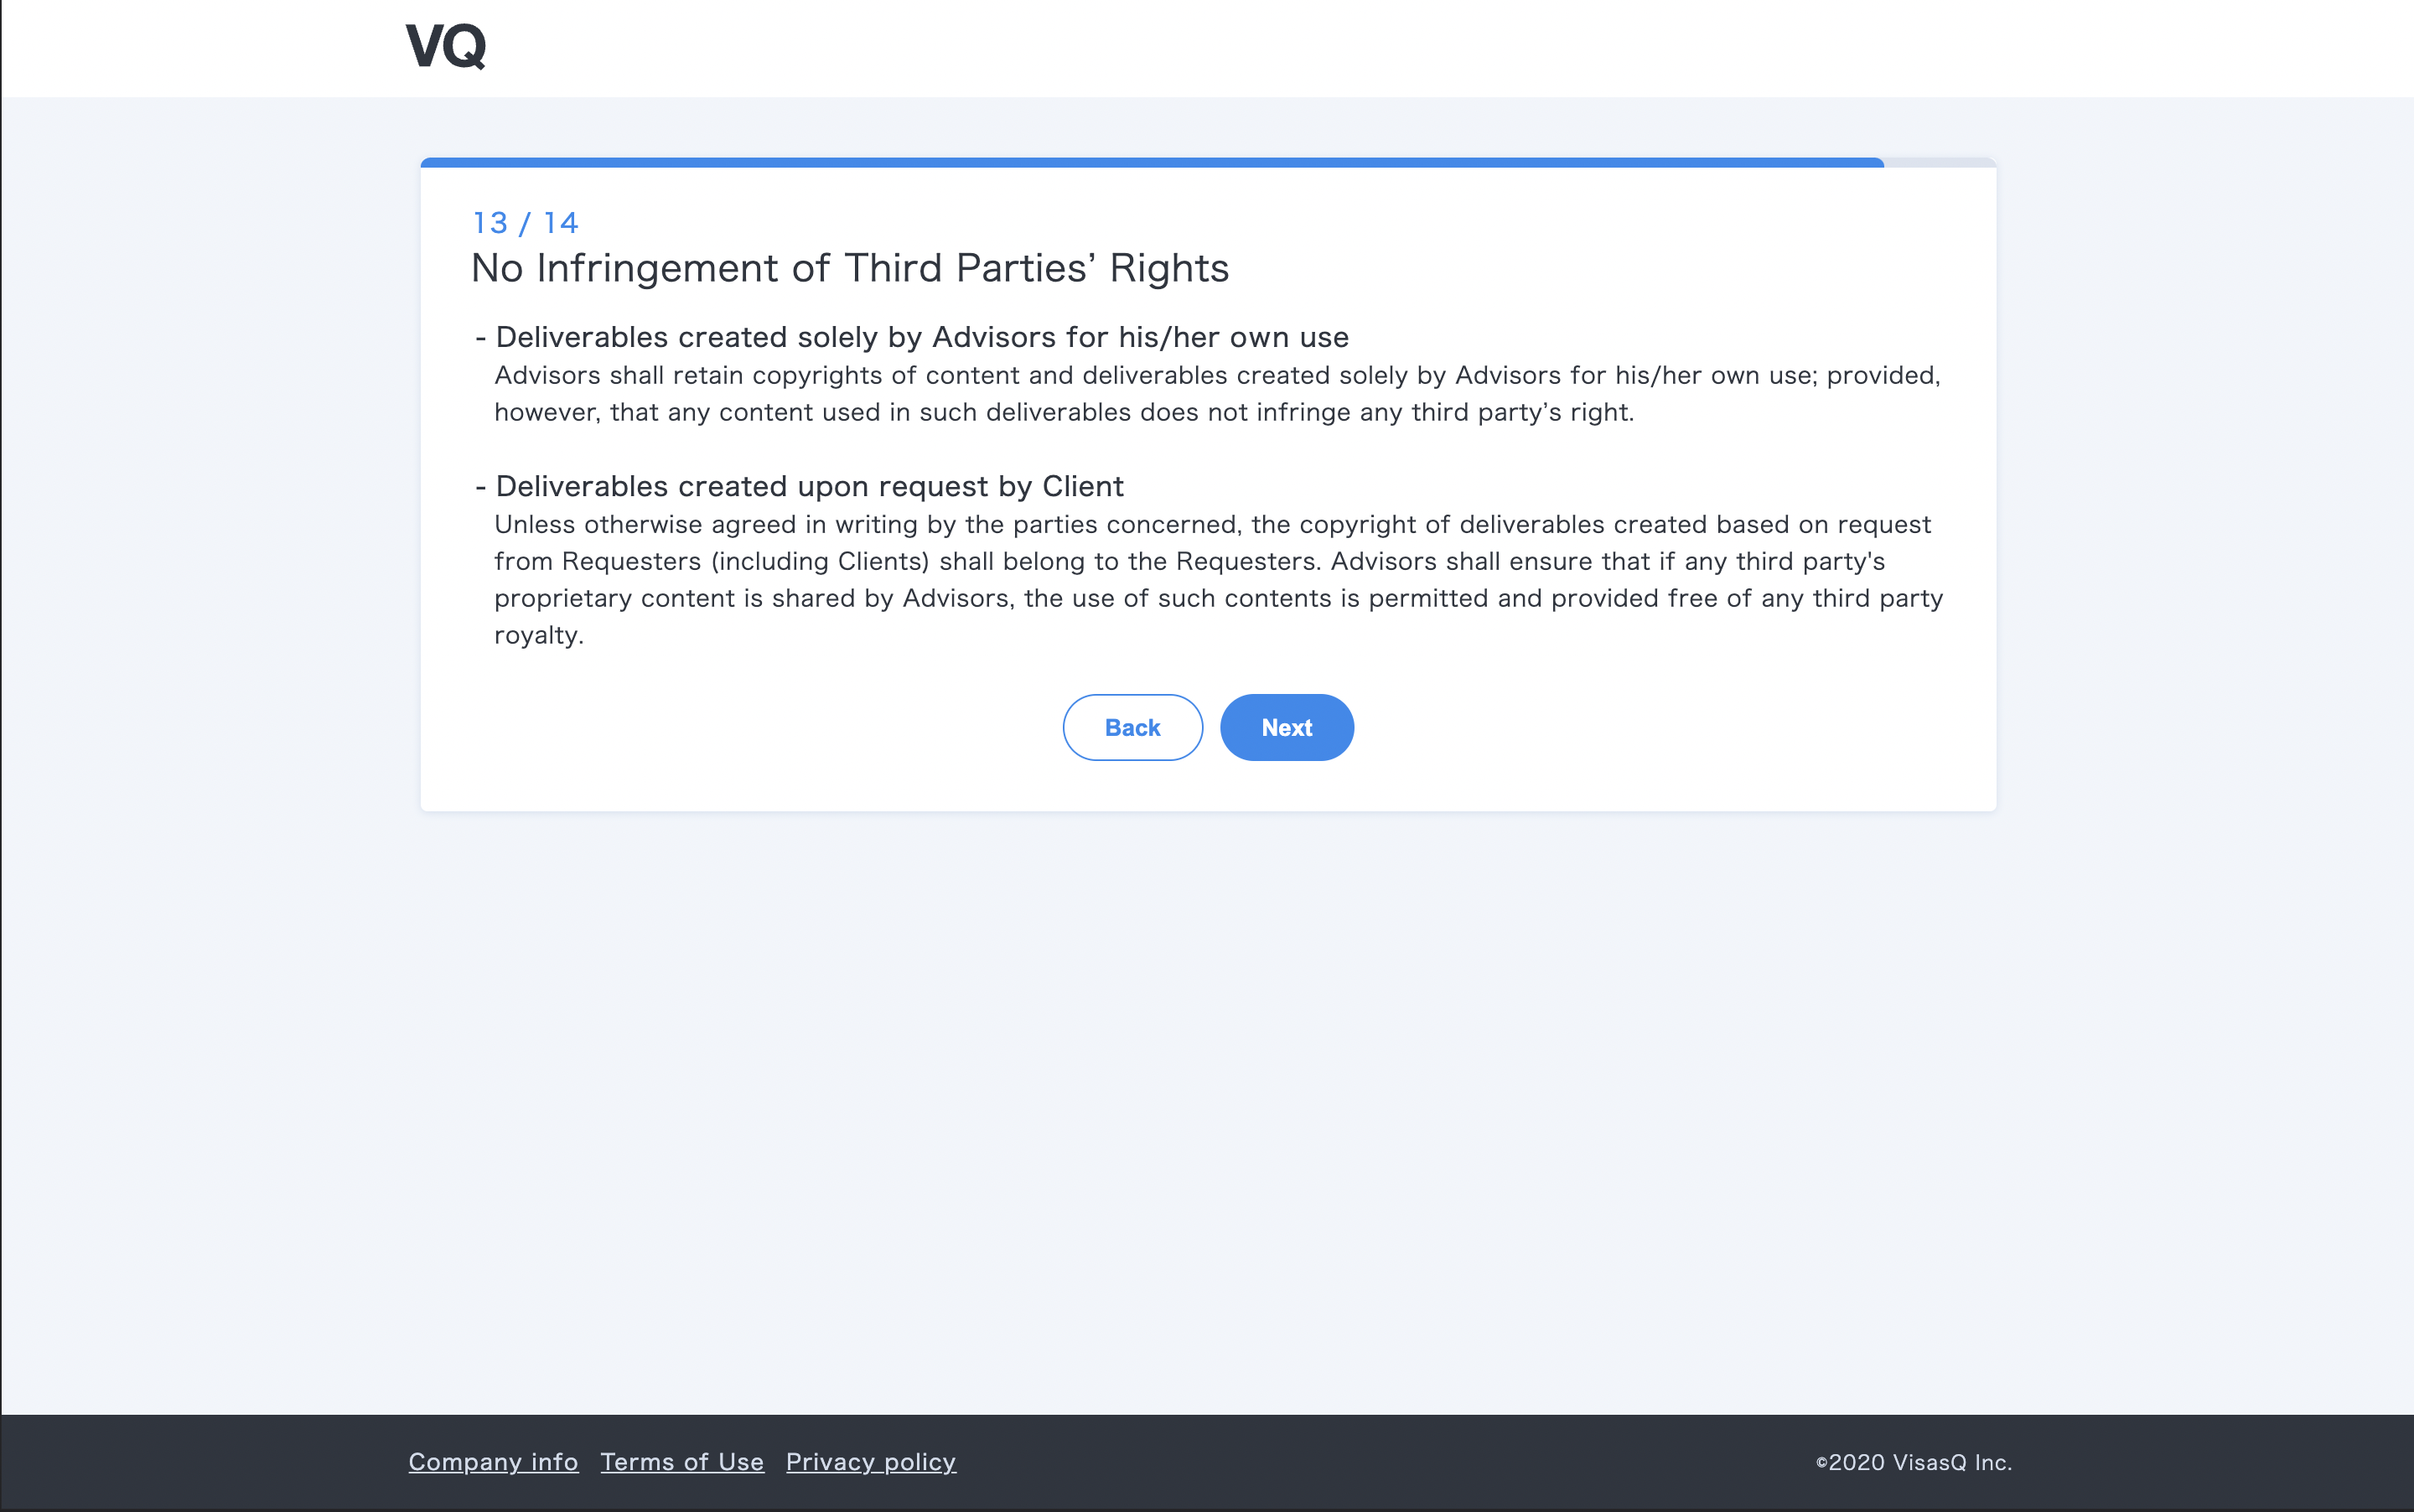 VQ
13 / 14
No Infringement of Third Parties’ Rights
- Deliverables created solely by Advisors for his/her own use
Advisors shall retain copyrights of content and deliverables created solely by Advisors for his/her own use; provided,
however, that any content used in such deliverables does not infringe any third party’s right.
- Deliverables created upon request by Client
Unless otherwise agreed in writing by the parties concerned, the copyright of deliverables created based on request
from Requesters (including Clients) shall belong to the Requesters. Advisors shall ensure that if any third party's
proprietary content is shared by Advisors, the use of such contents is permitted and provided free of any third party
royalty.
Back Next
Company info Terms of Use Privacy policy ©2020 VisasQ Inc.